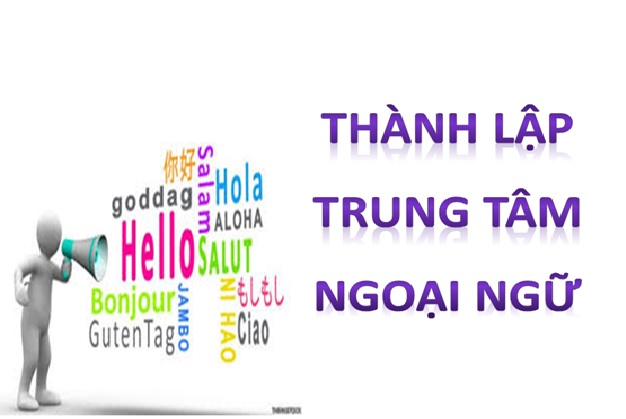 你好
Salam
Hola
goddag
ALOHA
Hello
SALUT
Bonjour
JAMBO
NI HAO
もしもし
Ciao
GutenTag
THÀNH LẬP
TRUNG TÂM
NGOẠI NGỮ